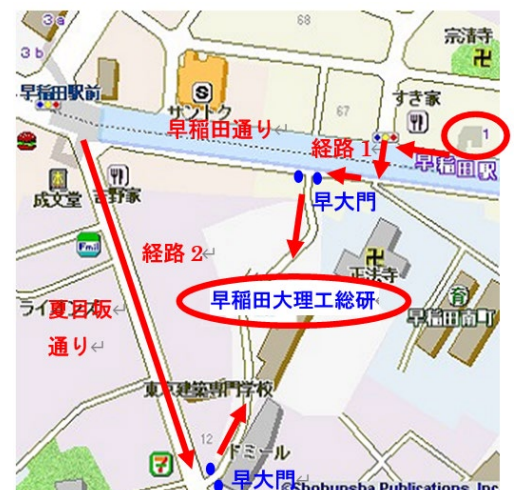 3a
68
宗清寺
3b
早稲田駅前
S
サントク
67
すき家
1
早稲田通り
経路 1
早稲田駅
成文堂
吉野家
早大門
経路 2
正法寺
Fmil
早稲田大理工総研
夏目坂
通り
早稲田南町
東京建築専門学校
12
7
ドミール
早大門
©Shobunsha Publications, Inc